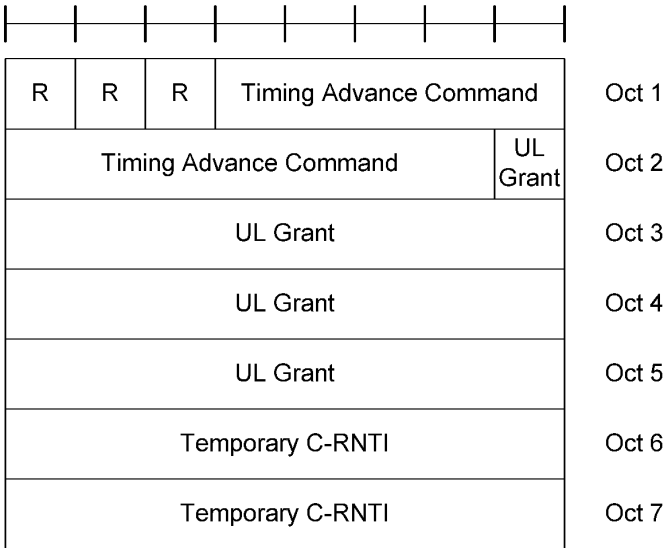 R R R Timing Advance Command Oct 1
Timing Advance Command UL Grant Oct 2
UL Grant Oct 3
UL Grant Oct 4
UL Grant Oct 5
Temporary C-RNTI Oct 6
Temporary C-RNTI Oct 7